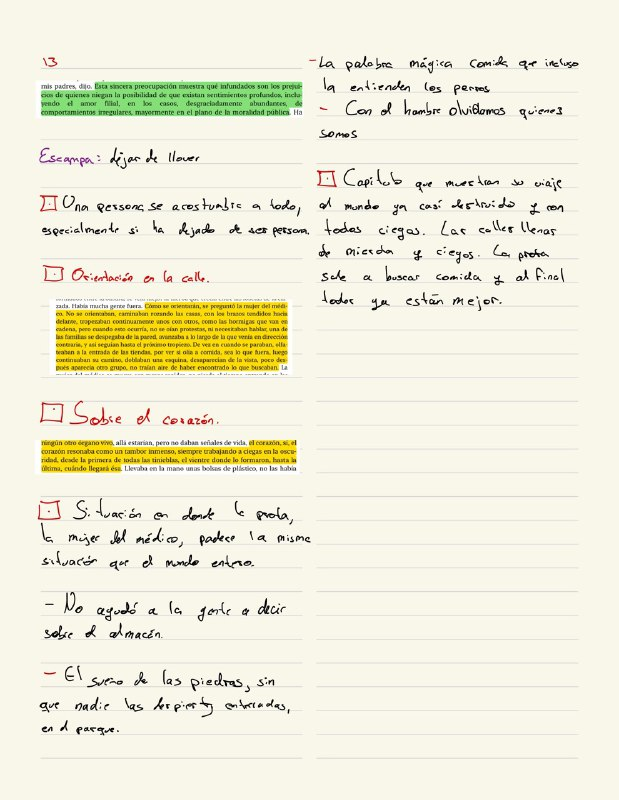 13
mis padres, dijo. Esta sincera preocupación muestra qué infundados son los prejui-
cios de quienes niegan la posibilidad de que existan sentimientos profundos, inclu-
yendo el amor filial, en los casos, desgraciadamente abundantes, de
comportamientos irregulares, mayormente en el plano de la moralidad pública. Ha
Escampa: dejar de llover
Una persona se acostumbra a todo,
especialmente si ha dejado de ser persona.
Orientación en la calle.
zada. Había mucha gente fuera. Cómo se orientarán, se preguntó la mujer del médi-
co. No se orientaban, caminaban rozando las casas, con los brazos tendidos hacia
delante, tropezaban continuamente unos con otros, como las hormigas que van en
cadena, pero cuando esto ocurría, no se oían protestas, ni necesitaban hablar, una de
las familias se despegaba de la pared, avanzaba a lo largo de la que venía en dirección
contraria, y así seguían hasta el próximo tropiezo. De vez en cuando se paraban, olfa-
teaban a la entrada de las tiendas, por ver si olía a comida, sea lo que fuera, luego
continuaban su camino, doblaban una esquina, desaparecían de la vista, poco des-
pués aparecía otro grupo, no traían aire de haber encontrado lo que buscaban. La
Sobre el corazón.
ningún otro órgano vivo, allá estarían, pero no daban señales de vida, el corazón, sí, el
corazón resonaba como un tambor inmenso, siempre trabajando a ciegas en la oscu-
ridad, desde la primera de todas las tinieblas, el vientre donde lo formaron, hasta la
última, cuándo llegará ésa. Llevaba en la mano unas bolsas de plástico, no las había
Situación en donde la prota,
la mujer del médico, padece la misma
situación que el mundo entero.
- No ayudó a la gente a decir
sobre el almacén.
- El sueño de las piedras, sin
que nadie las despierte enterradas,
en el parque.
- La palabra mágica comida que incluso
la entienden los perros
- Con el hambre olvidamos quienes
somos
Capítulo que muestran su viaje
al mundo ya casi destruido y con
todos ciegos. Las calles llenas
de mierda y ciegos. La prota
sale a buscar comida y al final
todos ya están mejor.